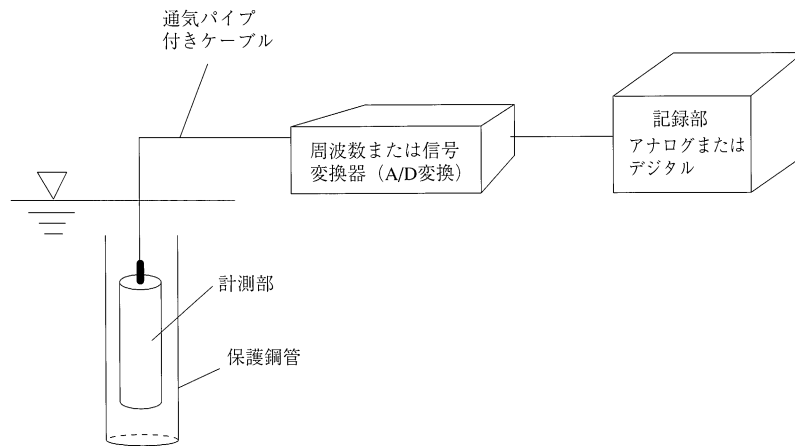 通気パイプ
付きケーブル
周波数または信号
変換器（A/D変換）
記録部
アナログまたは
デジタル
計測部
保護鋼管